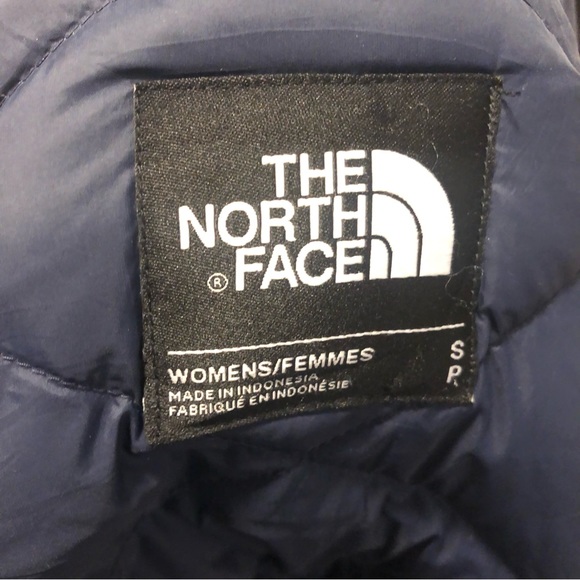 THE
NORTH
FACE
®
WOMENS/FEMMES S
MADE IN INDONESIA P
FABRIQUÉ EN INDONÉSIE